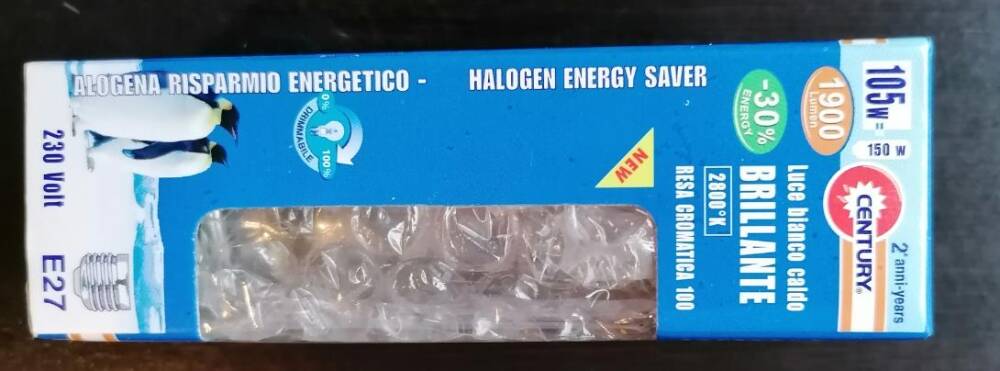 ALOGENA RISPARMIO ENERGETICO -
HALOGEN ENERGY SAVER
105W =
150 W
1900
Lumen
-30%
ENERGY
CENTURY®
2 anni-years
Luce bianco caldo
BRILLANTE
2800°K
RESA CROMATICA 100
NEW
0%
DIMMABILE
100%
230 Volt
E27